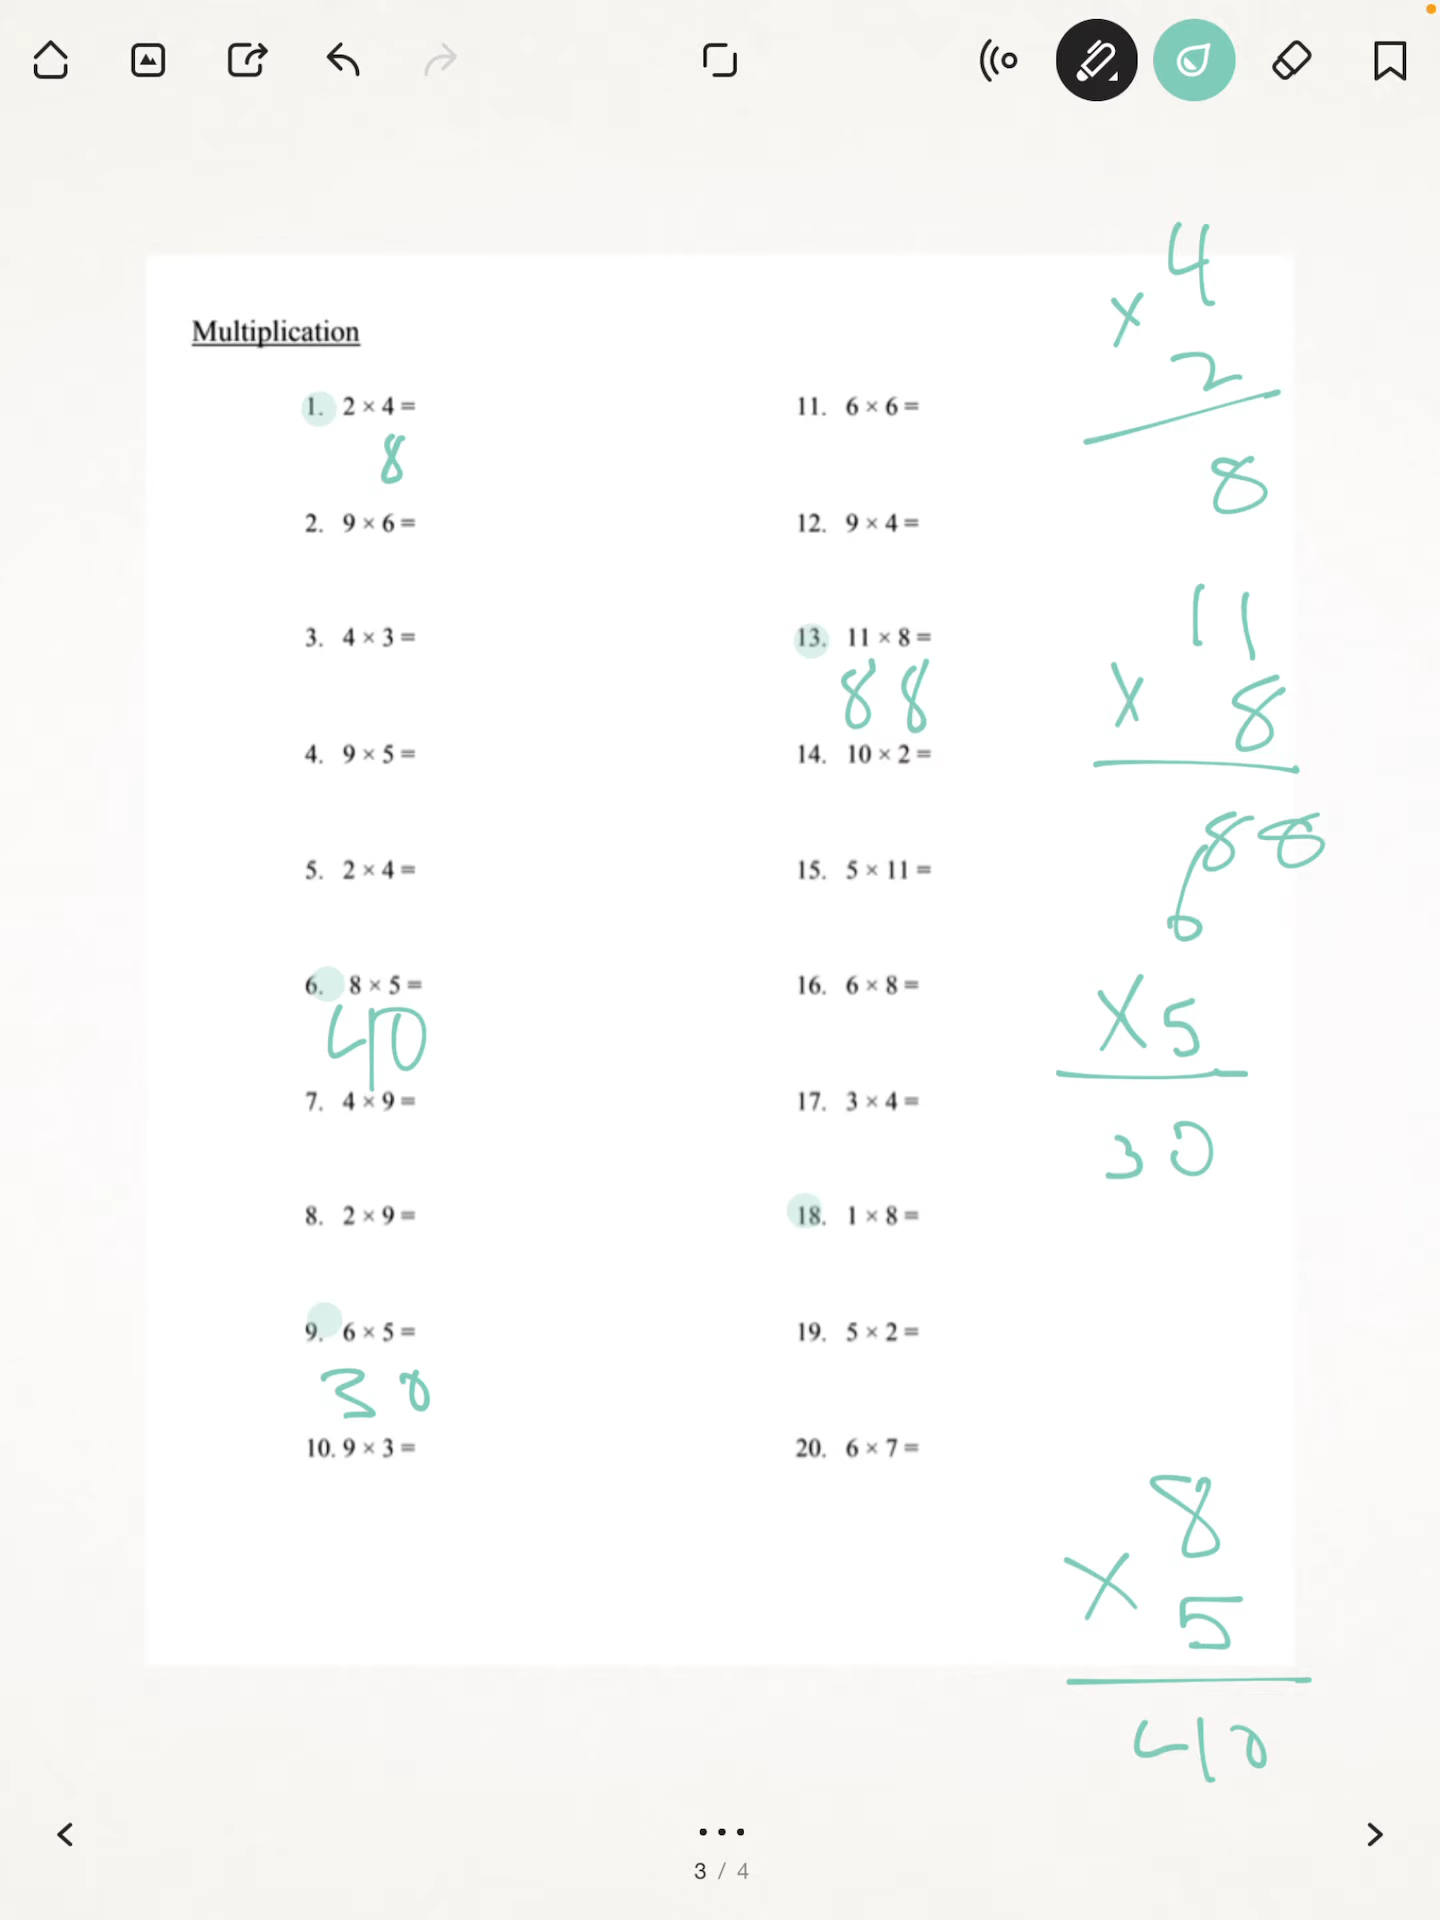 Multiplication
1. 2 × 4 =
8
2. 9 × 6 =
3. 4 × 3 =
4. 9 × 5 =
5. 2 × 4 =
6. 8 × 5 =
40
7. 4 × 9 =
8. 2 × 9 =
9. 6 × 5 =
30
10. 9 × 3 =
11. 6 × 6 =
12. 9 × 4 =
13. 11 × 8 =
88
14. 10 × 2 =
15. 5 × 11 =
16. 6 × 8 =
17. 3 × 4 =
18. 1 × 8 =
19. 5 × 2 =
20. 6 × 7 =
4
× 2
8
11
× 8
88
6
× 5
30
8
× 5
40
3 / 4